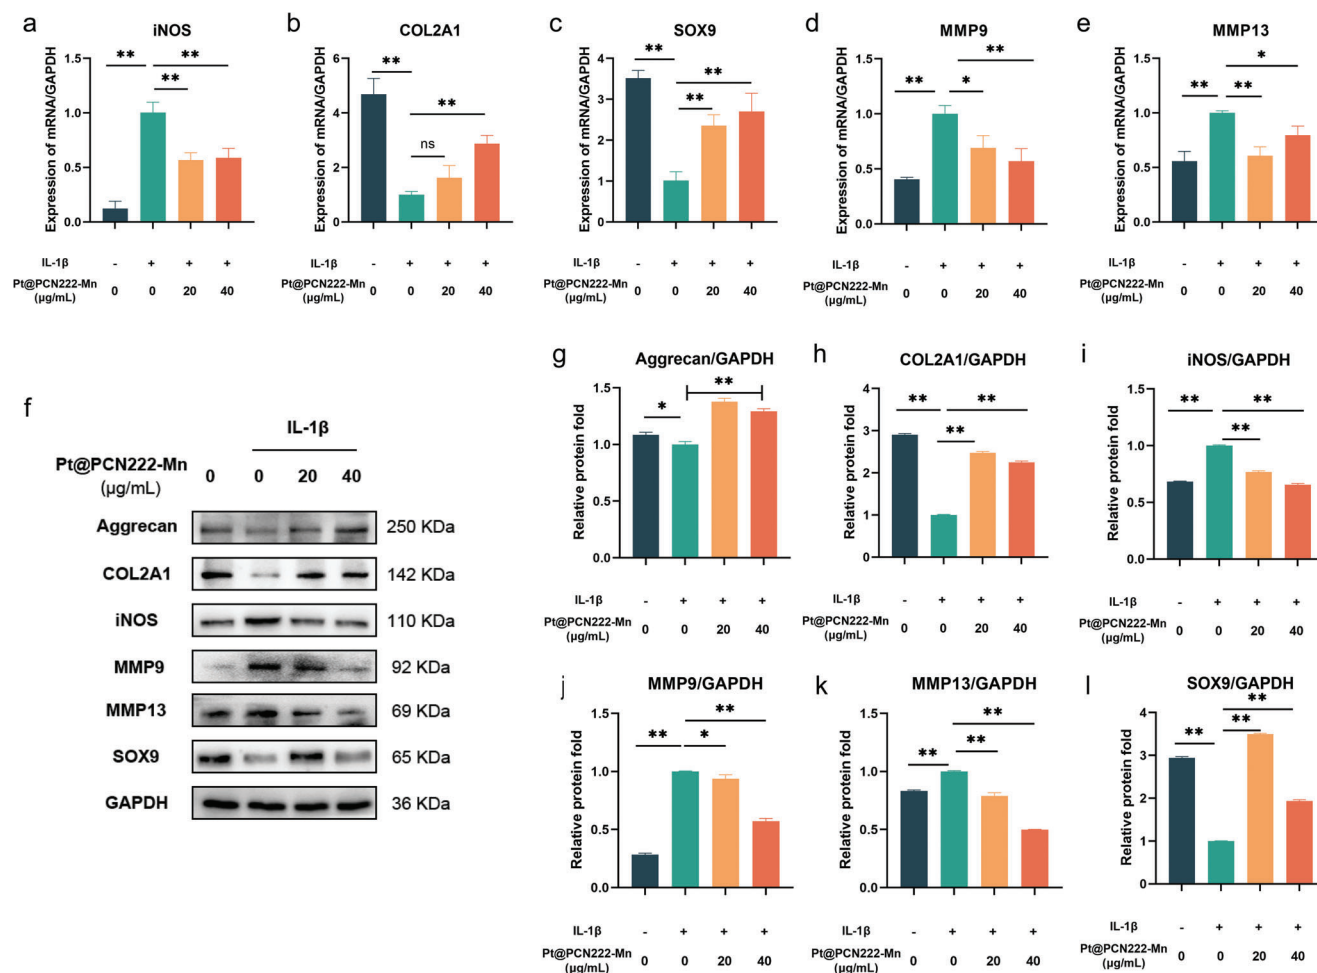 a
iNOS
Expression of mRNA/GAPDH
1.5
1.0
0.5
0.0
**
**
**
IL-1β
- + + +
Pt@PCN222-Mn
(μg/mL)
0 0 20 40
b
COL2A1
Expression of mRNA/GAPDH
6
4
2
0
**
**
ns
IL-1β
- + + +
Pt@PCN222-Mn
(μg/mL)
0 0 20 40
c
SOX9
Expression of mRNA/GAPDH
4
3
2
1
0
**
**
**
IL-1β
- + + +
Pt@PCN222-Mn
(μg/mL)
0 0 20 40
d
MMP9
Expression of mRNA/GAPDH
1.5
1.0
0.5
0.0
**
**
*
IL-1β
- + + +
Pt@PCN222-Mn
(μg/mL)
0 0 20 40
e
MMP13
Expression of mRNA/GAPDH
1.5
1.0
0.5
0.0
*
**
**
IL-1β
- + + +
Pt@PCN222-Mn
(μg/mL)
0 0 20 40
f
IL-1β
Pt@PCN222-Mn
(μg/mL)
0 0 20 40
Aggrecan 250 KDa
COL2A1 142 KDa
iNOS 110 KDa
MMP9 92 KDa
MMP13 69 KDa
SOX9 65 KDa
GAPDH 36 KDa
g
Aggrecan/GAPDH
Relative protein fold
1.5
1.0
0.5
0.0
*
**
IL-1β
- + + +
Pt@PCN222-Mn
(μg/mL)
0 0 20 40
h
COL2A1/GAPDH
Relative protein fold
4
3
2
1
0
**
**
**
IL-1β
- + + +
Pt@PCN222-Mn
(μg/mL)
0 0 20 40
i
iNOS/GAPDH
Relative protein fold
1.5
1.0
0.5
0.0
**
**
**
IL-1β
- + + +
Pt@PCN222-Mn
(μg/mL)
0 0 20 40
j
MMP9/GAPDH
Relative protein fold
1.5
1.0
0.5
0.0
**
**
*
IL-1β
- + + +
Pt@PCN222-Mn
(μg/mL)
0 0 20 40
k
MMP13/GAPDH
Relative protein fold
1.5
1.0
0.5
0.0
**
**
**
IL-1β
- + + +
Pt@PCN222-Mn
(μg/mL)
0 0 20 40
l
SOX9/GAPDH
Relative protein fold
4
3
2
1
0
**
**
**
IL-1β
- + + +
Pt@PCN222-Mn
(μg/mL)
0 0 20 40